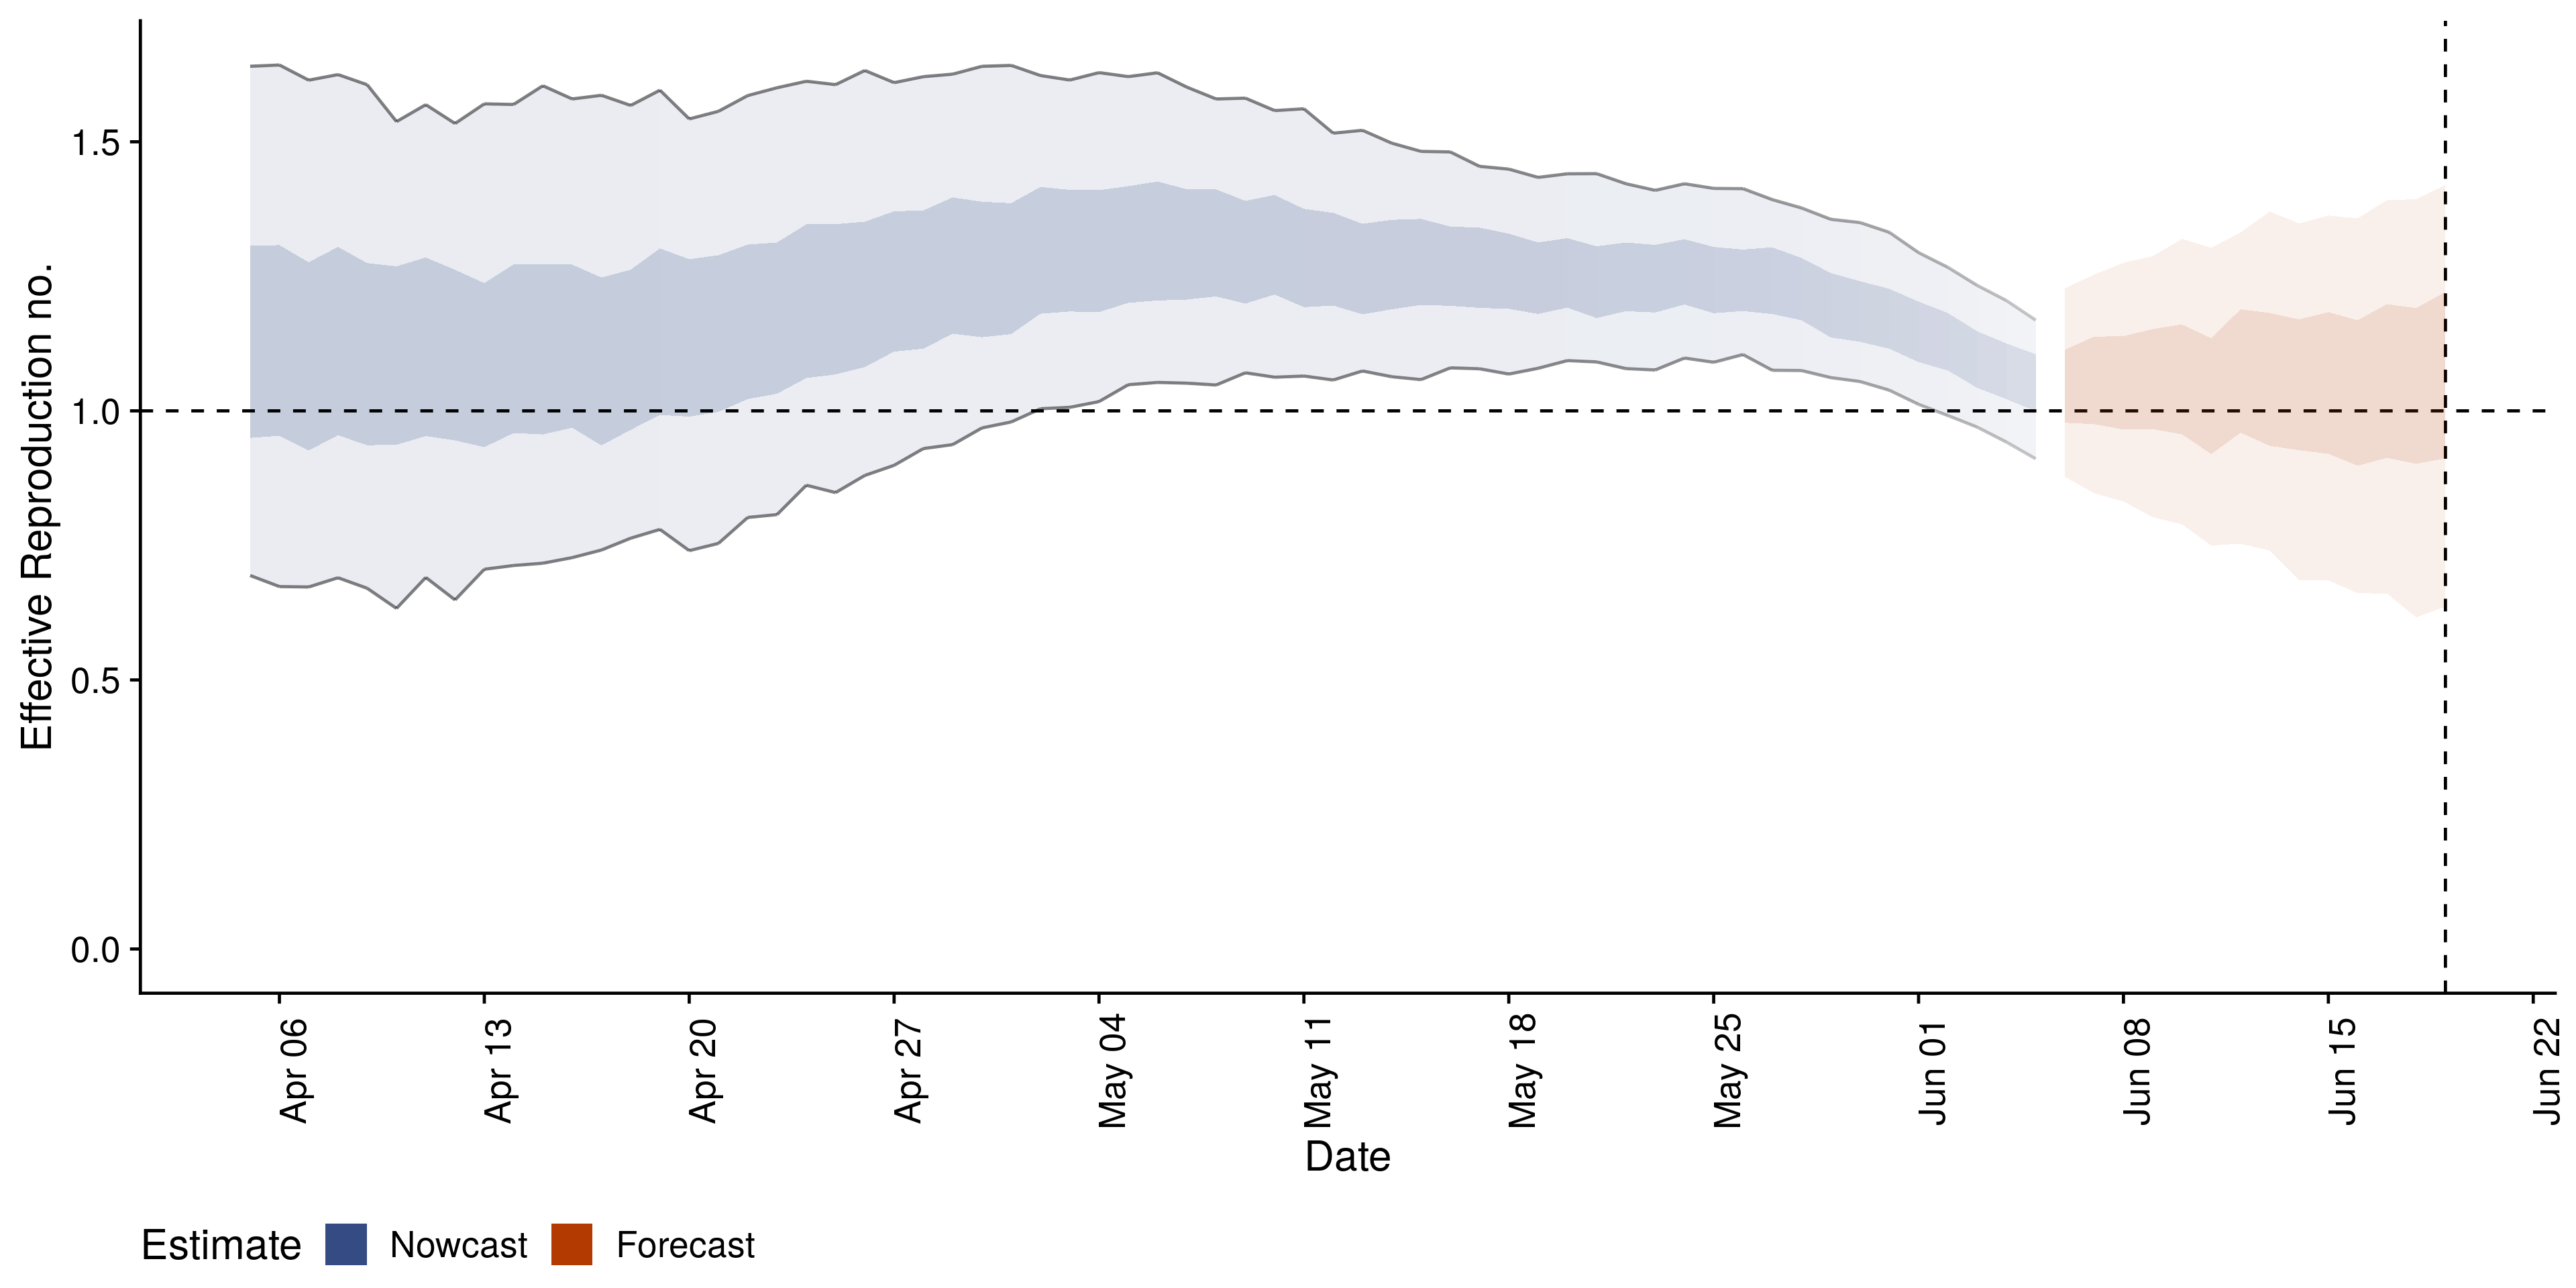 Effective Reproduction no.
1.5
1.0
0.5
0.0
Apr 06
Apr 13
Apr 20
Apr 27
May 04
May 11
May 18
May 25
Jun 01
Jun 08
Jun 15
Jun 22
Date
Estimate Nowcast Forecast